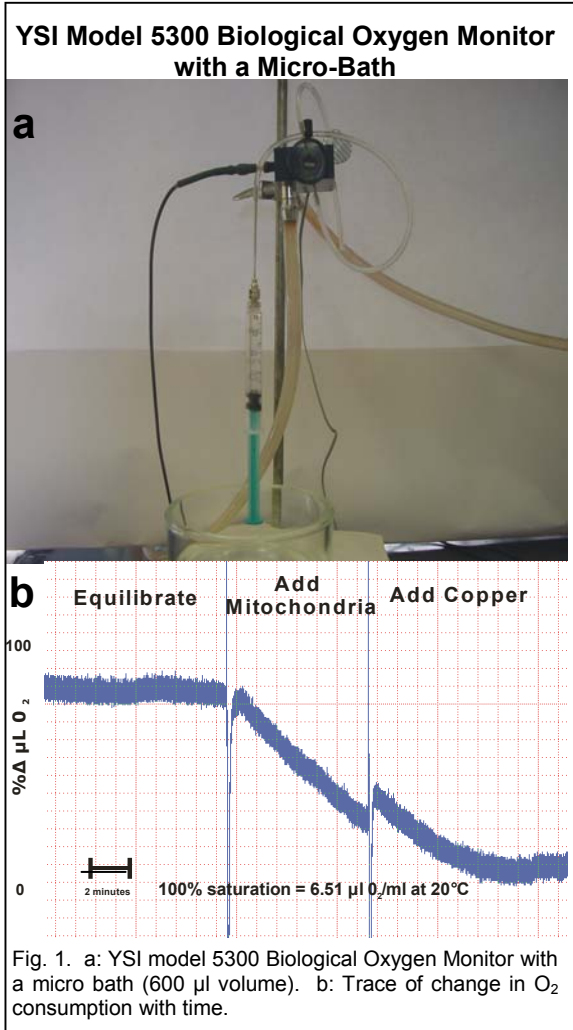 YSI Model 5300 Biological Oxygen Monitor
with a Micro-Bath
a
b
Equilibrate
Add
Mitochondria
Add Copper
100
%Δ µL O₂
0
2 minutes
100% saturation = 6.51 µl 0₂/ml at 20°C
Fig. 1. a: YSI model 5300 Biological Oxygen Monitor with
a micro bath (600 µl volume). b: Trace of change in O₂
consumption with time.